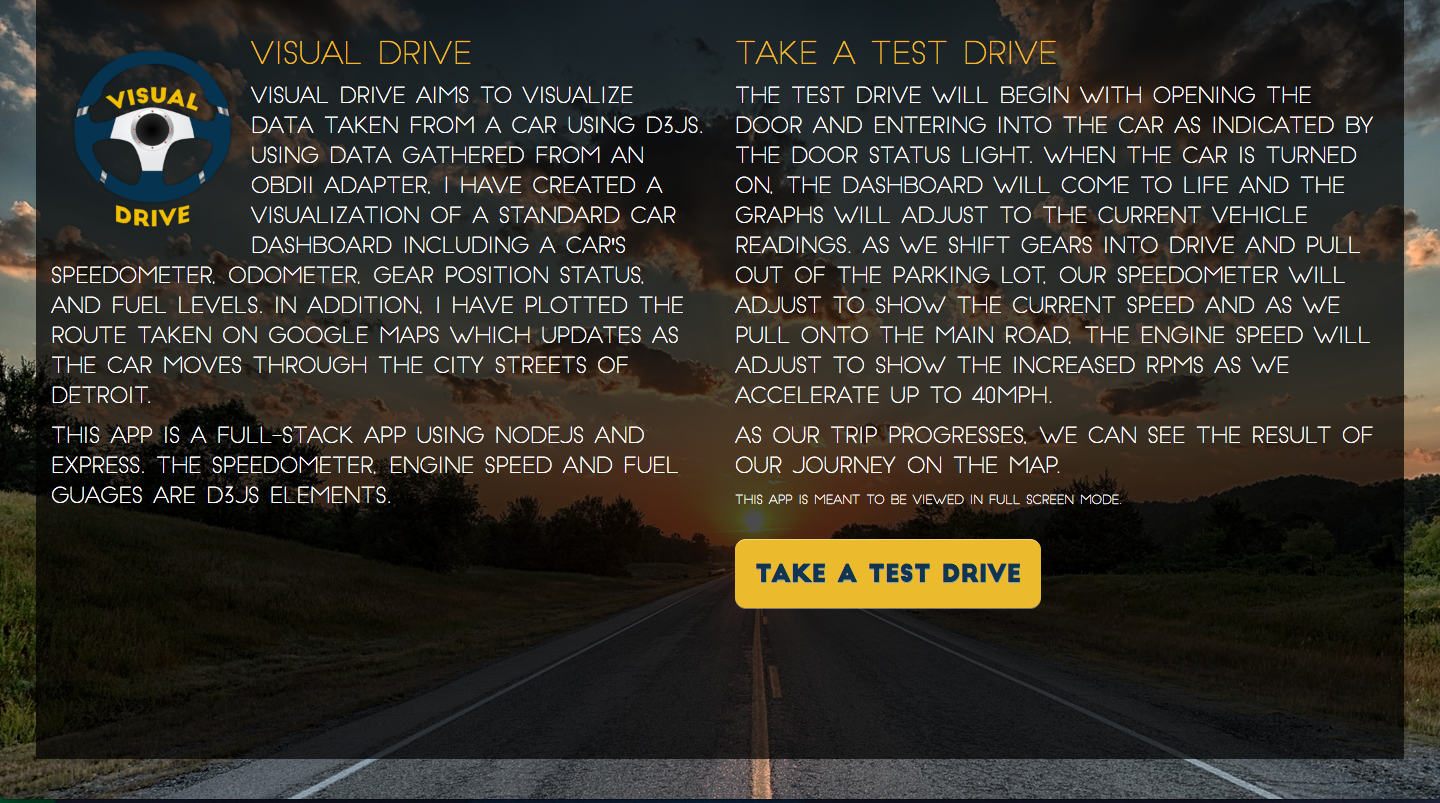 VISUAL
DRIVE
VISUAL DRIVE
VISUAL DRIVE AIMS TO VISUALIZE
DATA TAKEN FROM A CAR USING D3JS.
USING DATA GATHERED FROM AN
OBDII ADAPTER, I HAVE CREATED A
VISUALIZATION OF A STANDARD CAR
DASHBOARD INCLUDING A CAR'S
SPEEDOMETER, ODOMETER, GEAR POSITION STATUS,
AND FUEL LEVELS. IN ADDITION, I HAVE PLOTTED THE
ROUTE TAKEN ON GOOGLE MAPS WHICH UPDATES AS
THE CAR MOVES THROUGH THE CITY STREETS OF
DETROIT.
THIS APP IS A FULL-STACK APP USING NODEJS AND
EXPRESS. THE SPEEDOMETER, ENGINE SPEED AND FUEL
GUAGES ARE D3JS ELEMENTS.
TAKE A TEST DRIVE
THE TEST DRIVE WILL BEGIN WITH OPENING THE
DOOR AND ENTERING INTO THE CAR AS INDICATED BY
THE DOOR STATUS LIGHT. WHEN THE CAR IS TURNED
ON, THE DASHBOARD WILL COME TO LIFE AND THE
GRAPHS WILL ADJUST TO THE CURRENT VEHICLE
READINGS. AS WE SHIFT GEARS INTO DRIVE AND PULL
OUT OF THE PARKING LOT, OUR SPEEDOMETER WILL
ADJUST TO SHOW THE CURRENT SPEED AND AS WE
PULL ONTO THE MAIN ROAD, THE ENGINE SPEED WILL
ADJUST TO SHOW THE INCREASED RPMS AS WE
ACCELERATE UP TO 40MPH.
AS OUR TRIP PROGRESSES, WE CAN SEE THE RESULT OF
OUR JOURNEY ON THE MAP.
THIS APP IS MEANT TO BE VIEWED IN FULL SCREEN MODE.
TAKE A TEST DRIVE